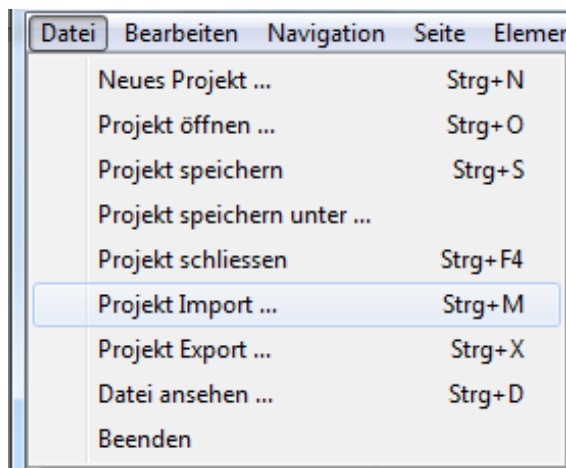 Datei Bearbeiten Navigation Seite Elemen
Neues Projekt ... Strg+N
Projekt öffnen ... Strg+O
Projekt speichern Strg+S
Projekt speichern unter ...
Projekt schliessen Strg+F4
Projekt Import ... Strg+M
Projekt Export ... Strg+X
Datei ansehen ... Strg+D
Beenden